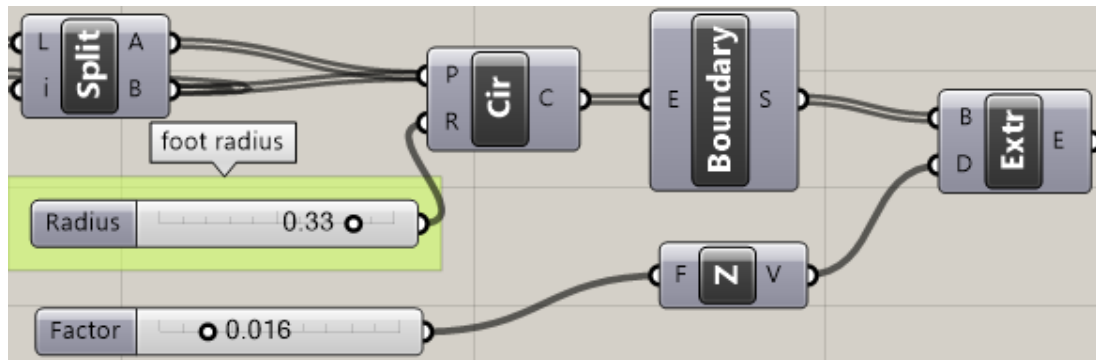 L
i
Split
A
B
P
R
Cir
C
E
Boundary
S
B
D
Extr
E
foot radius
Radius
0.33
F
Z
V
Factor
0.016